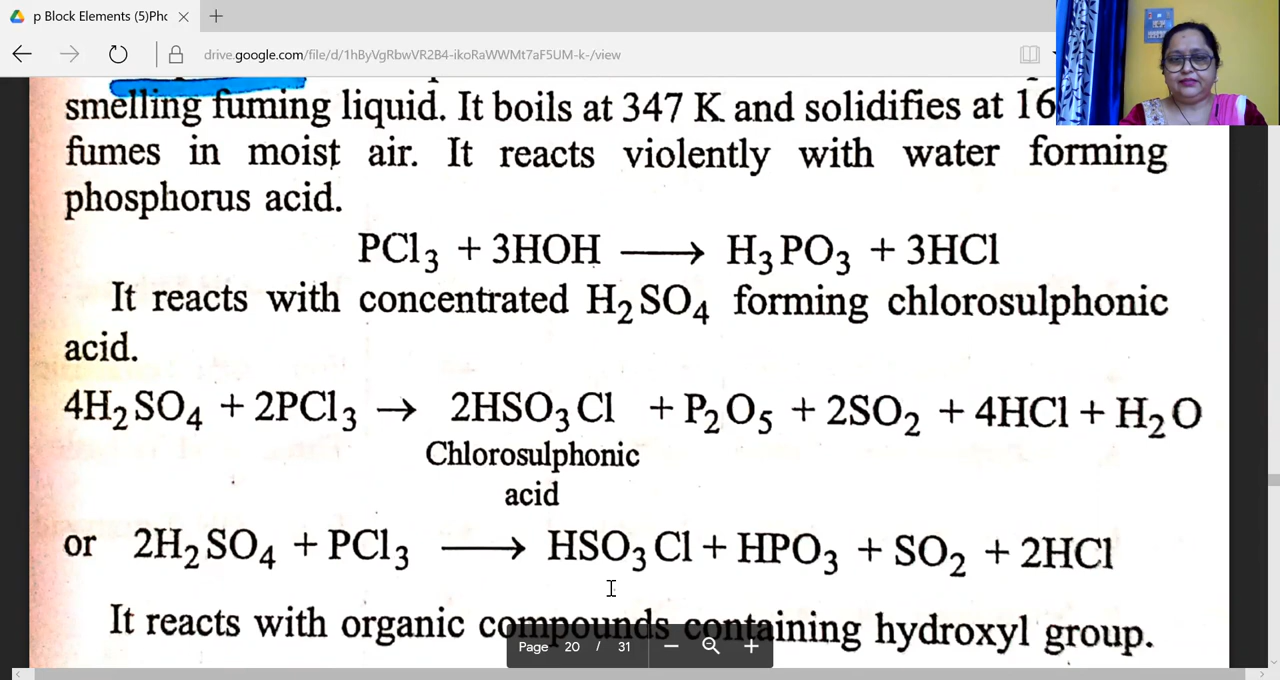 p Block Elements (5)Pho
drive.google.com/file/d/1hByVgRbwVR2B4-ikoRaWWMt7aF5UM-k-/view
smelling fuming liquid. It boils at 347 K and solidifies at 16
fumes in moist air. It reacts violently with water forming
phosphorus acid.
PCl₃ + 3HOH ⟶ H₃PO₃ + 3HCl
It reacts with concentrated H₂SO₄ forming chlorosulphonic
acid.
4H₂SO₄ + 2PCl₃ → 2HSO₃Cl + P₂O₅ + 2SO₂ + 4HCl + H₂O
Chlorosulphonic
acid
or 2H₂SO₄ + PCl₃ ⟶ HSO₃Cl + HPO₃ + SO₂ + 2HCl
It reacts with organic compounds containing hydroxyl group.
Page 20 / 31